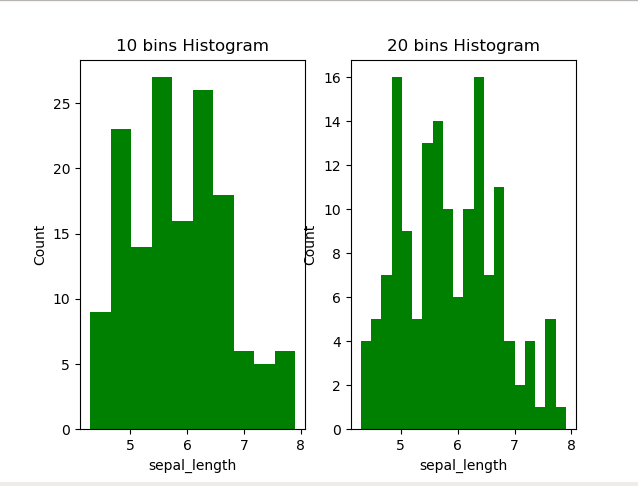 10 bins Histogram
25
20
15
10
5
0
Count
5 6 7 8
sepal_length
20 bins Histogram
16
14
12
10
8
6
4
2
0
Count
5 6 7 8
sepal_length